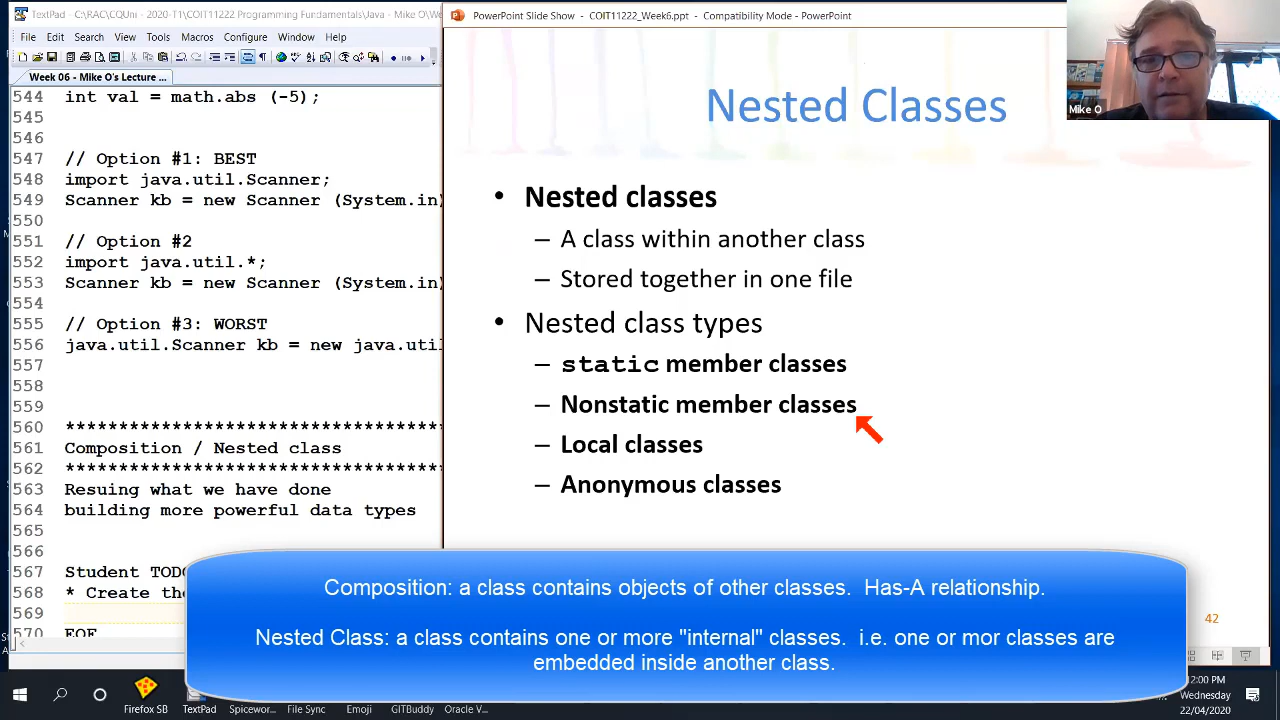 TextPad - C:\RAC\CQUni - 2020-T1\COIT11222 Programming Fundamentals\Java - Mike O\We
File Edit Search View Tools Macros Configure Window Help
Week 06 - Mike O's Lecture ...
544 int val = math.abs (-5);
545
546
547 // Option #1: BEST
548 import java.util.Scanner;
549 Scanner kb = new Scanner (System.in)
550
551 // Option #2
552 import java.util.*;
553 Scanner kb = new Scanner (System.in)
554
555 // Option #3: WORST
556 java.util.Scanner kb = new java.util
557
558
559
560 ************************************
561 Composition / Nested class
562 ************************************
563 Resuing what we have done
564 building more powerful data types
565
566
567 Student TODO
568 * Create the
569
570 EOF
PowerPoint Slide Show - COIT11222_Week6.ppt - Compatibility Mode - PowerPoint
Mike O
Nested Classes
• Nested classes
– A class within another class
– Stored together in one file
• Nested class types
– static member classes
– Nonstatic member classes
– Local classes
– Anonymous classes
42
Composition: a class contains objects of other classes. Has-A relationship.
Nested Class: a class contains one or more "internal" classes. i.e. one or mor classes are
embedded inside another class.
Firefox SB TextPad Spicewor... File Sync Emoji GITBuddy Oracle V...
2:00 PM
Wednesday
22/04/2020